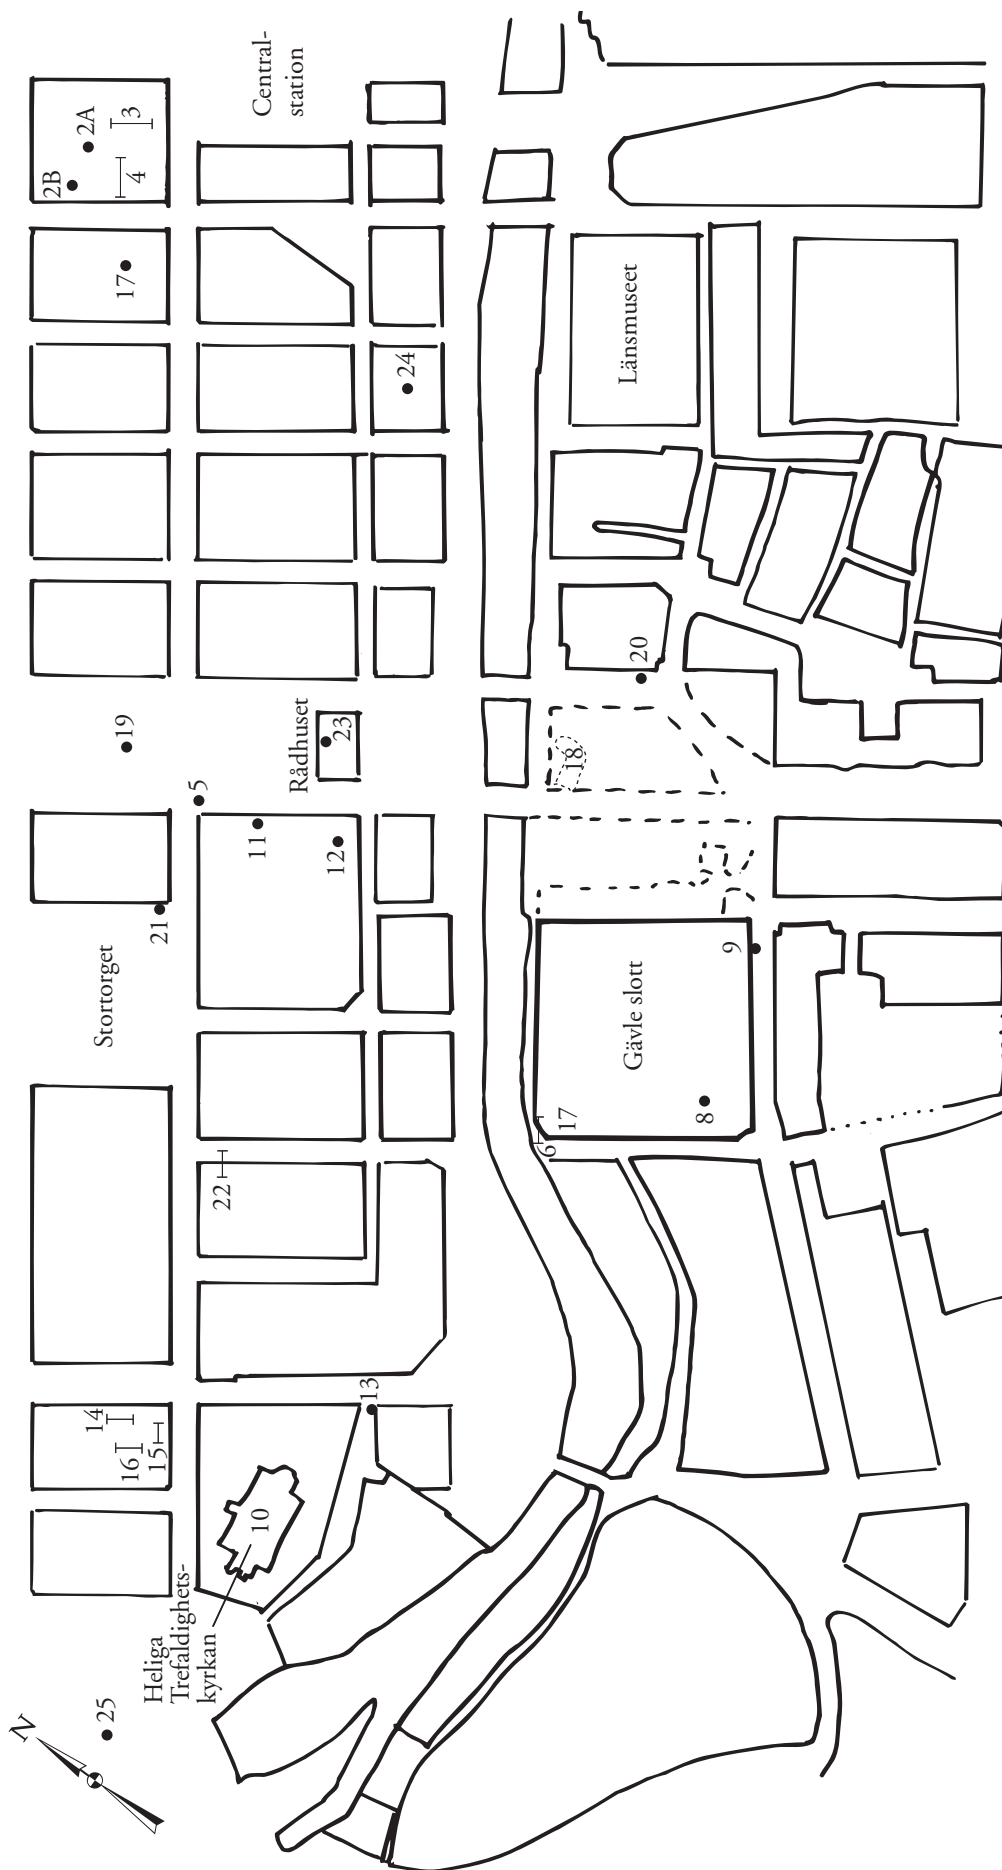 Central-
station
2B
2A
3
4
17
24
Länsmuseet
19
5
Rådhuset
23
20
18
11
12
21
Stortorget
9
Gävle slott
8
17
6
22
13
14
16
15
10
Heliga
Trefaldighets-
kyrkan
25
N